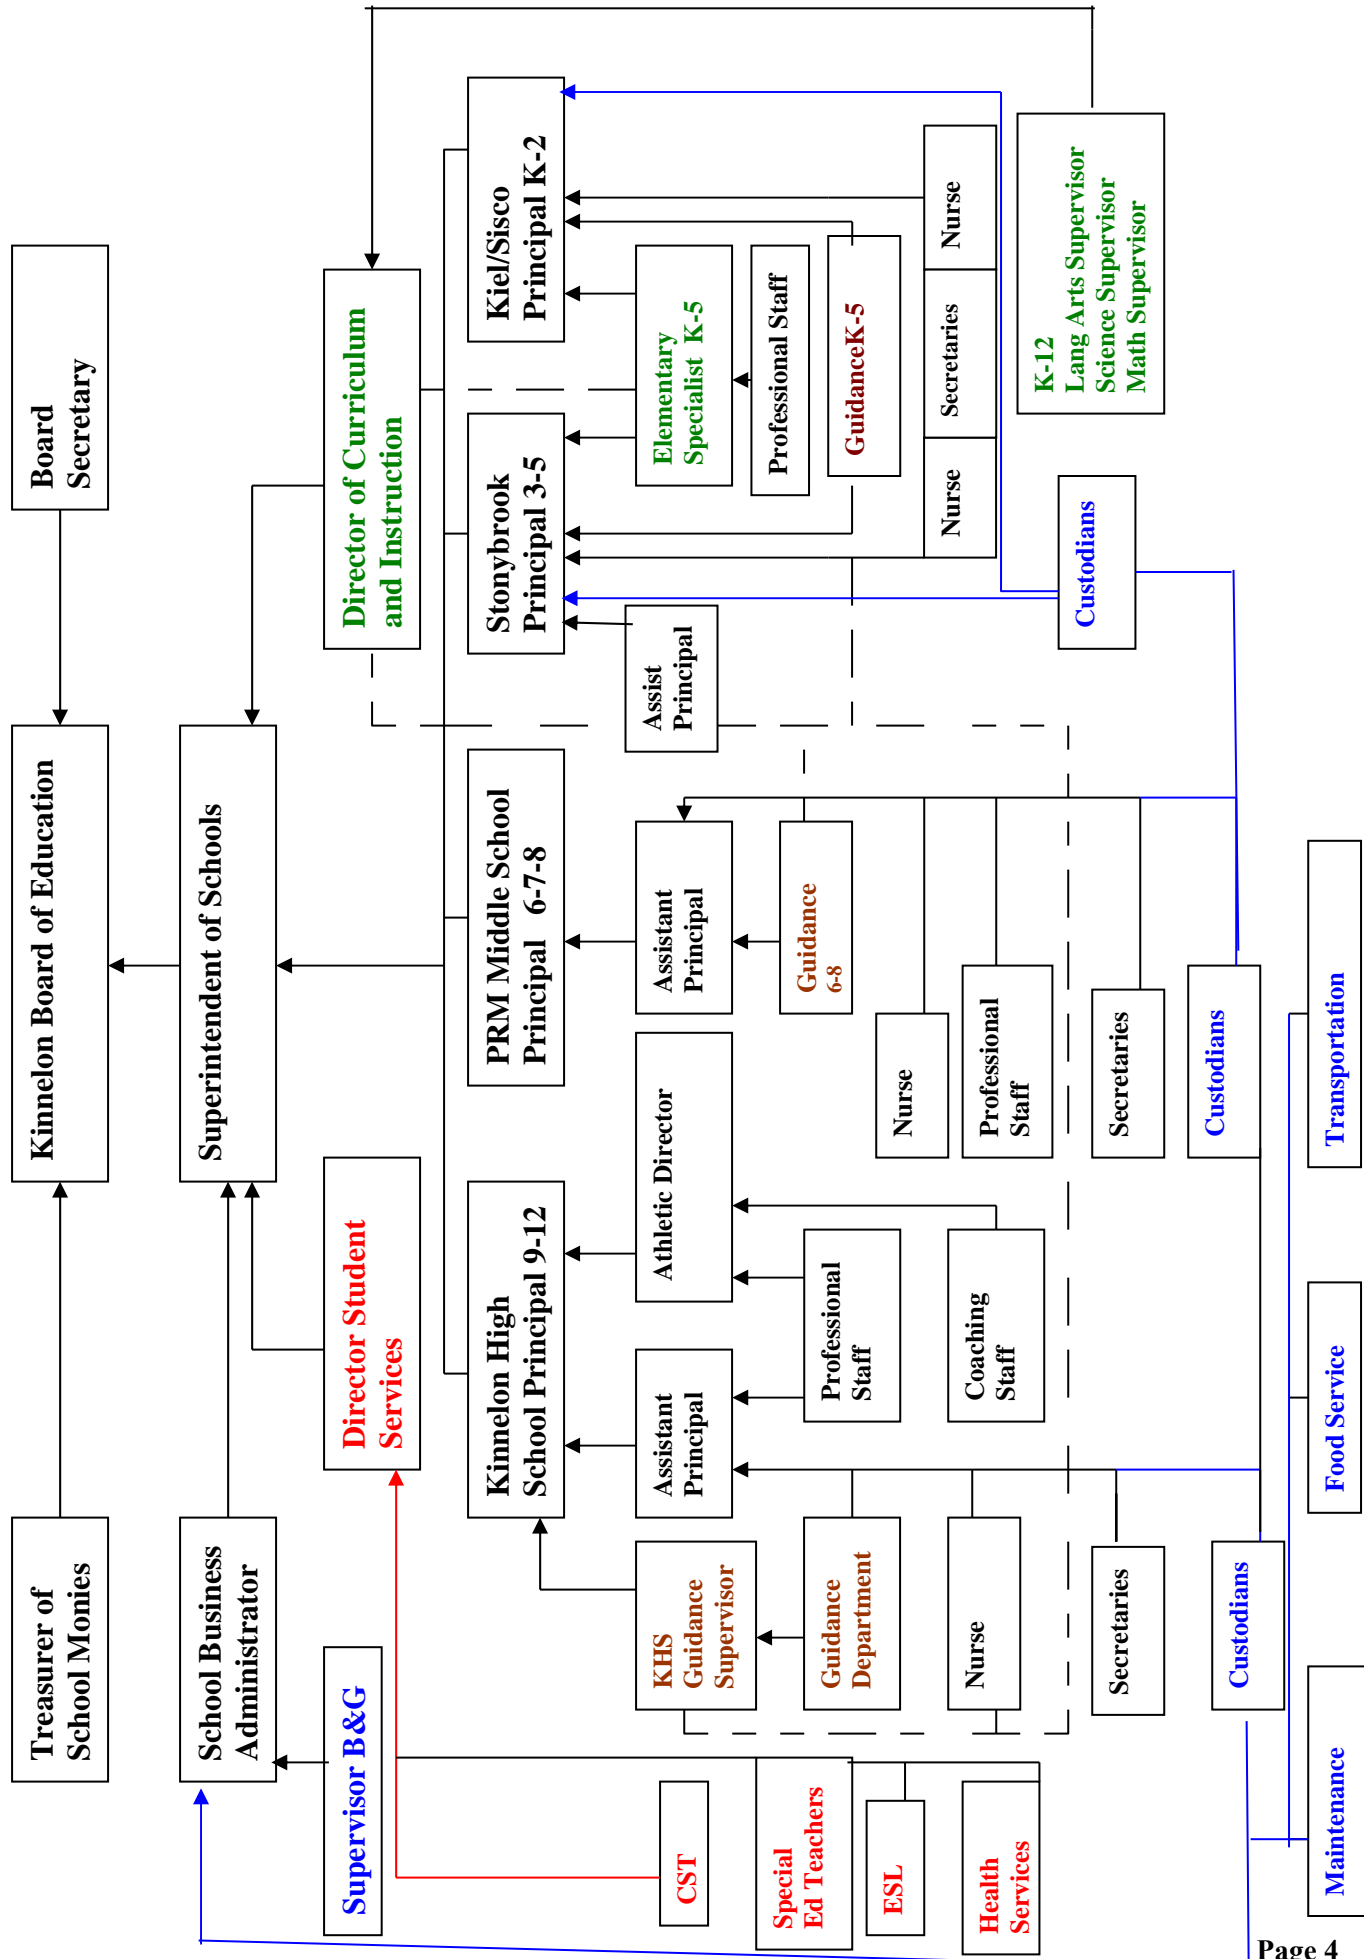 Treasurer of
School Monies
Kinnelon Board of Education
Board
Secretary
School Business
Administrator
Superintendent of Schools
Supervisor B&G
Director Student
Services
Director of Curriculum
and Instruction
Kinnelon High
School Principal 9-12
PRM Middle School
Principal 6-7-8
Stonybrook
Principal 3-5
Kiel/Sisco
Principal K-2
CST
KHS
Guidance
Supervisor
Assistant
Principal
Athletic Director
Assistant
Principal
Assist
Principal
Elementary
Specialist K-5
Professional Staff
Special
Ed Teachers
Guidance
Department
Professional
Staff
Guidance
6-8
GuidanceK-5
ESL
Nurse
Nurse
Secretaries
Nurse
Health
Services
Nurse
Coaching
Staff
Professional
Staff
K-12
Lang Arts Supervisor
Science Supervisor
Math Supervisor
Custodians
Secretaries
Secretaries
Custodians
Custodians
Maintenance
Food Service
Transportation
Page 4